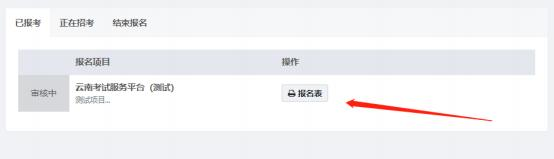 已报考 正在招考 结束报名
报名项目 操作
审核中 云南考试服务平台（测试） 报名表
测试项目...